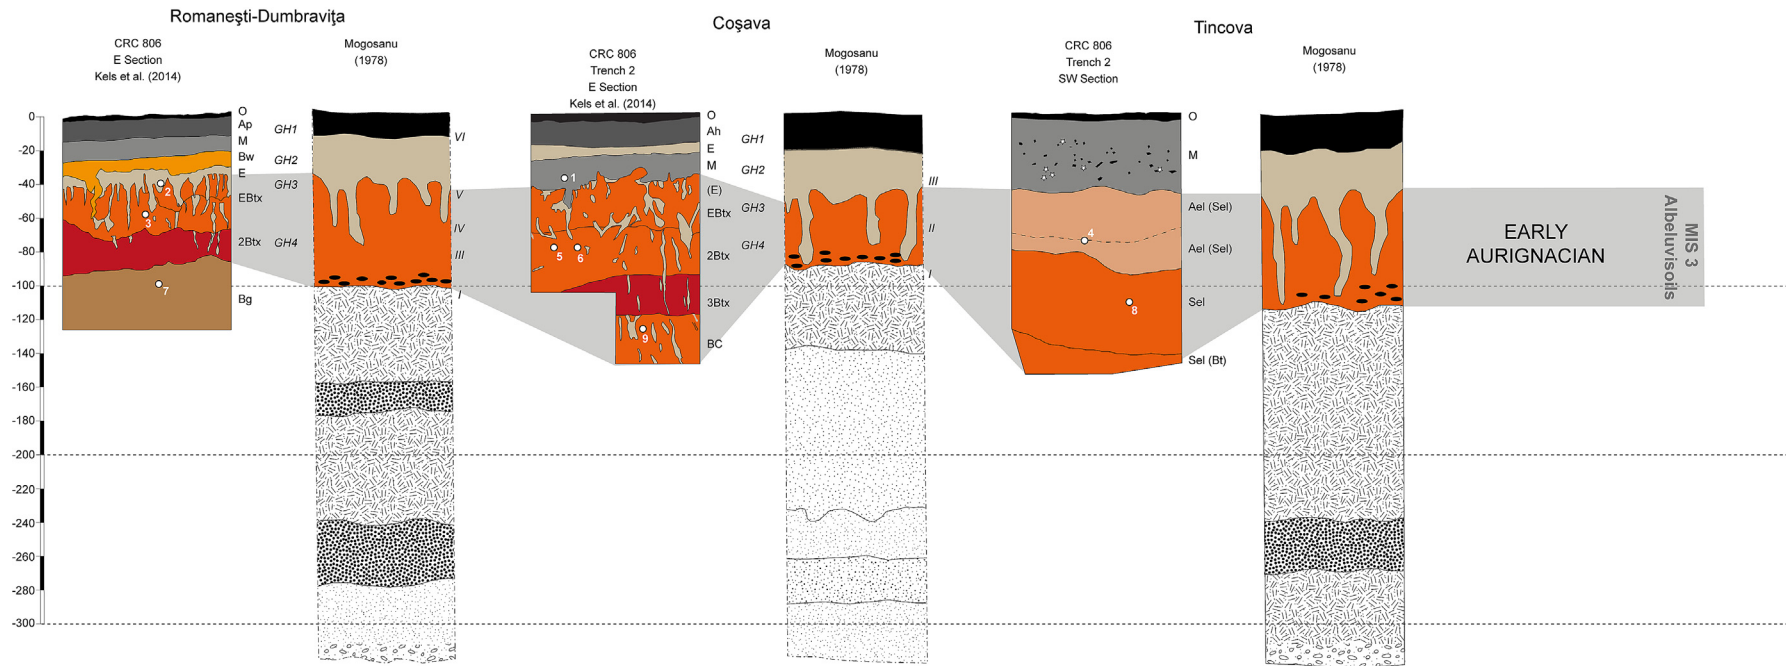 Romaneşti-Dumbraviţa
CRC 806
E Section
Kels et al. (2014)
Mogosanu
(1978)
Coşava
CRC 806
Trench 2
E Section
Kels et al. (2014)
Mogosanu
(1978)
Tincova
CRC 806
Trench 2
SW Section
Mogosanu
(1978)
0
-20
-40
-60
-80
-100
-120
-140
-160
-180
-200
-220
-240
-260
-280
-300
O
Ap
M
Bw
E
EBtx
2Btx
Bg
GH1
GH2
GH3
GH4
2
3
7
VI
V
IV
III
I
O
Ah
E
M
(E)
EBtx
2Btx
3Btx
BC
GH1
GH2
GH3
GH4
1
5
6
9
III
II
I
O
M
Ael (Sel)
Ael (Sel)
Sel
Sel (Bt)
4
8
EARLY
AURIGNACIAN
MIS 3
Albeluvisoils